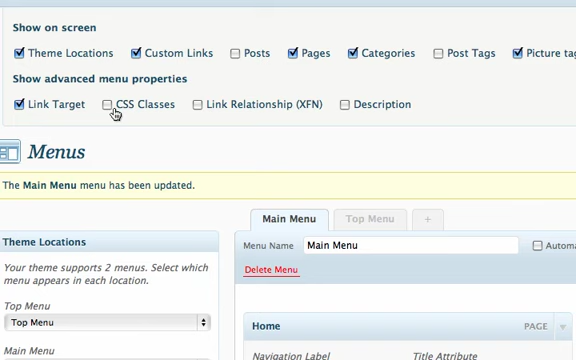 Show on screen
Theme Locations Custom Links Posts Pages Categories Post Tags Picture tag
Show advanced menu properties
Link Target CSS Classes Link Relationship (XFN) Description
Menus
The Main Menu menu has been updated.
Main Menu Top Menu +
Theme Locations
Your theme supports 2 menus. Select which
menu appears in each location.
Top Menu
Top Menu
Main Menu
Menu Name Main Menu Automa
Delete Menu
Home PAGE
Navigation Label Title Attribute